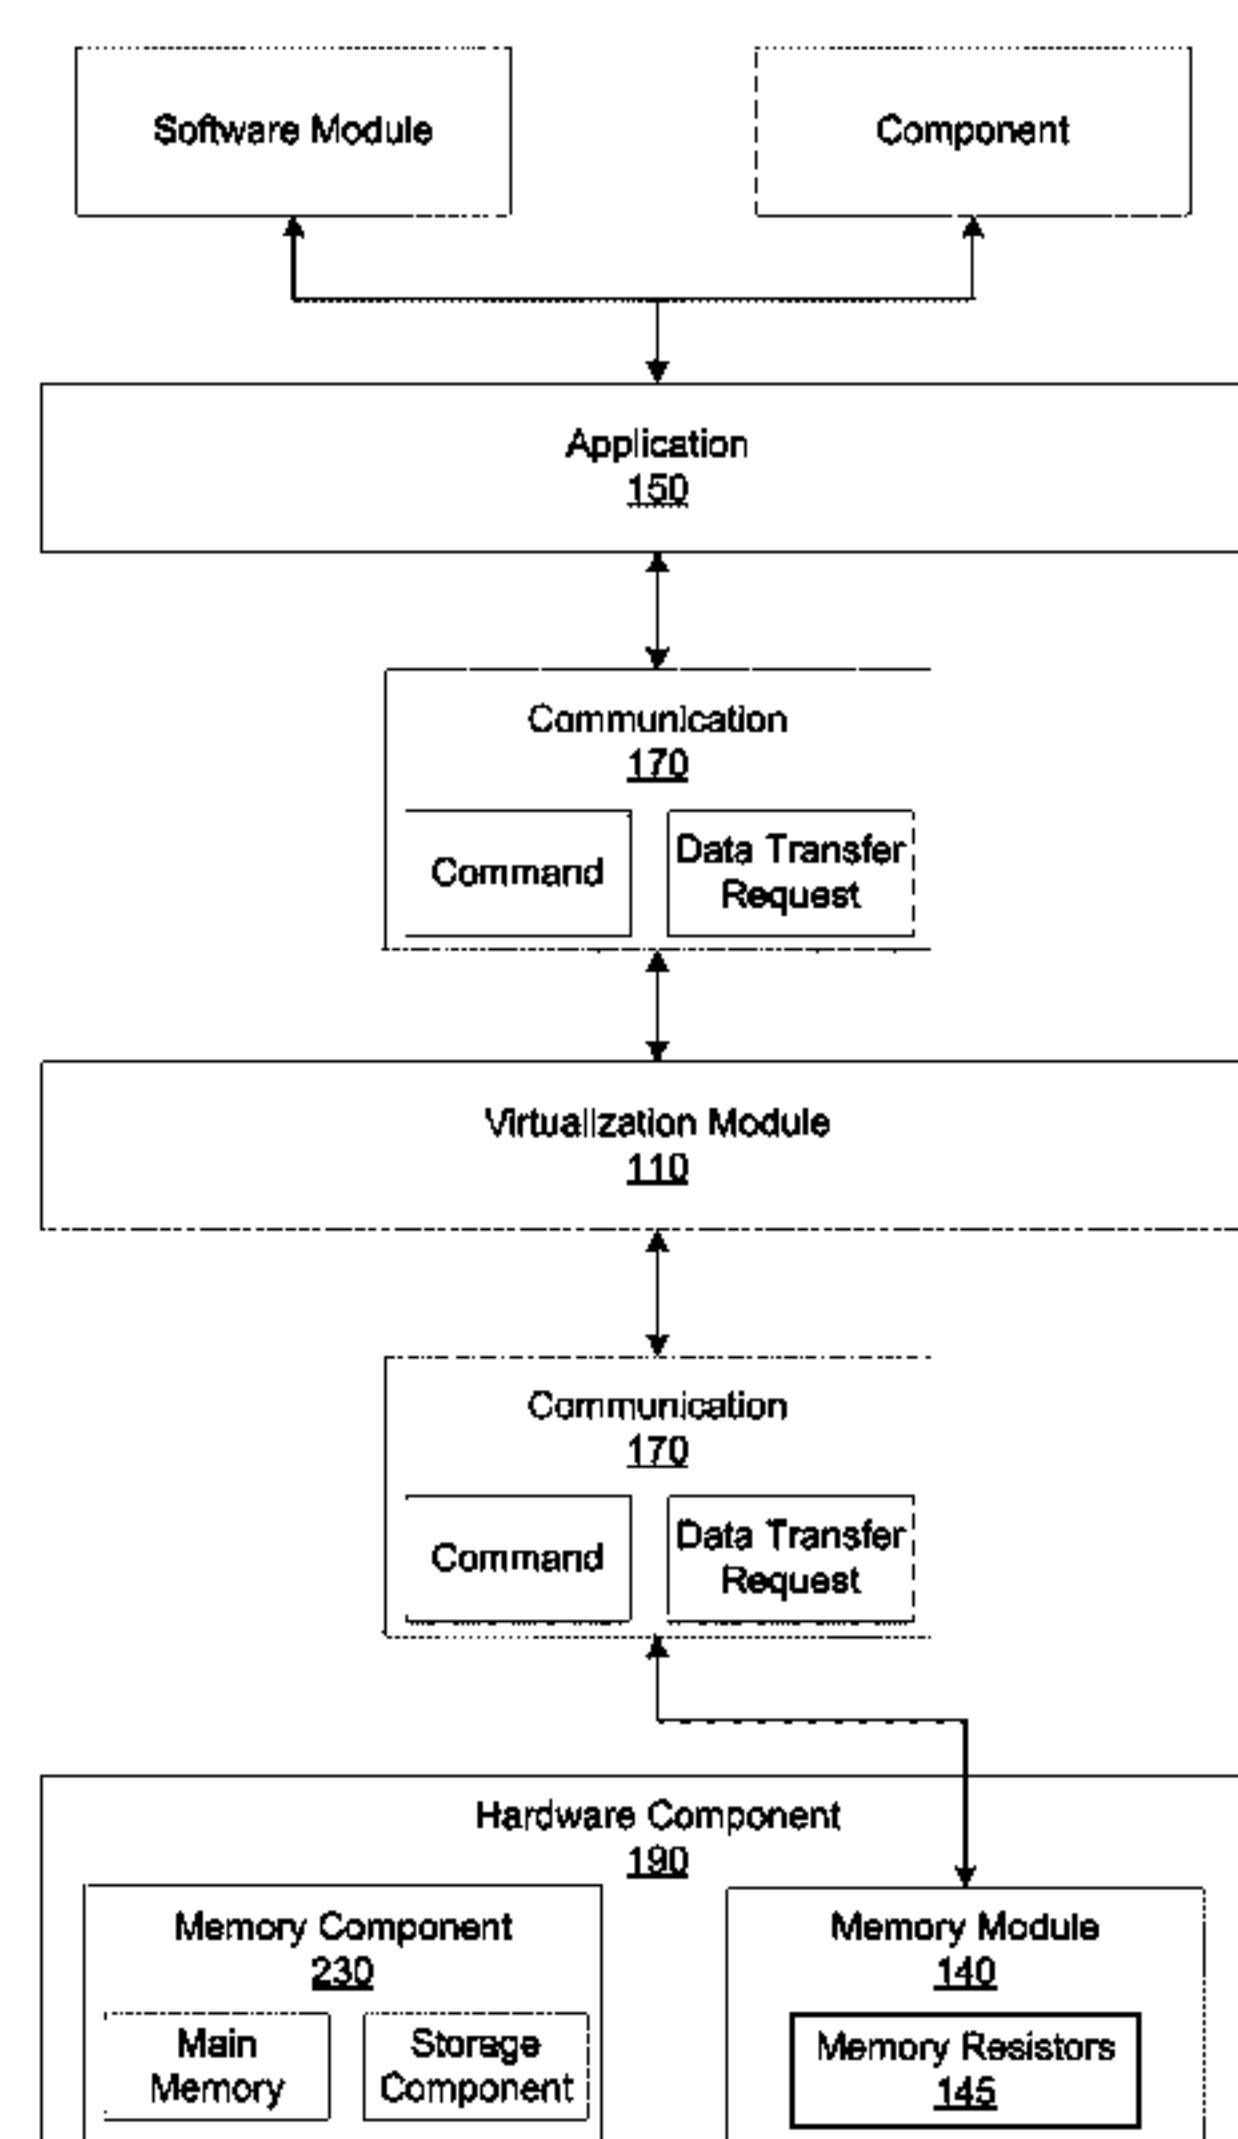 Software Module
Component
Application
150
Communication
170
Command
Data Transfer
Request
Virtualization Module
110
Communication
170
Command
Data Transfer
Request
Hardware Component
190
Memory Component
230
Main
Memory
Storage
Component
Memory Module
140
Memory Resistors
145